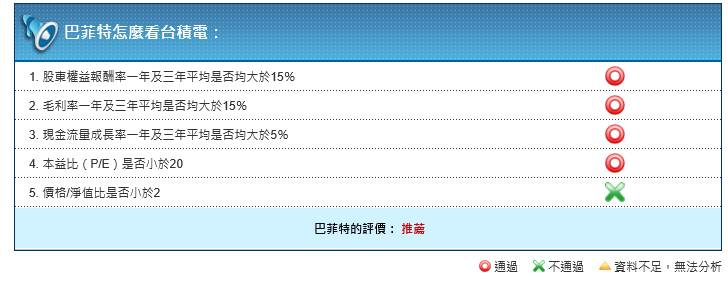 巴菲特怎麼看台積電：
1. 股東權益報酬率一年及三年平均是否均大於15%
2. 毛利率一年及三年平均是否均大於15%
3. 現金流量成長率一年及三年平均是否均大於5%
4. 本益比（P/E）是否小於20
5. 價格/淨值比是否小於2
巴菲特的評價： 推薦
通過 不通過 資料不足，無法分析